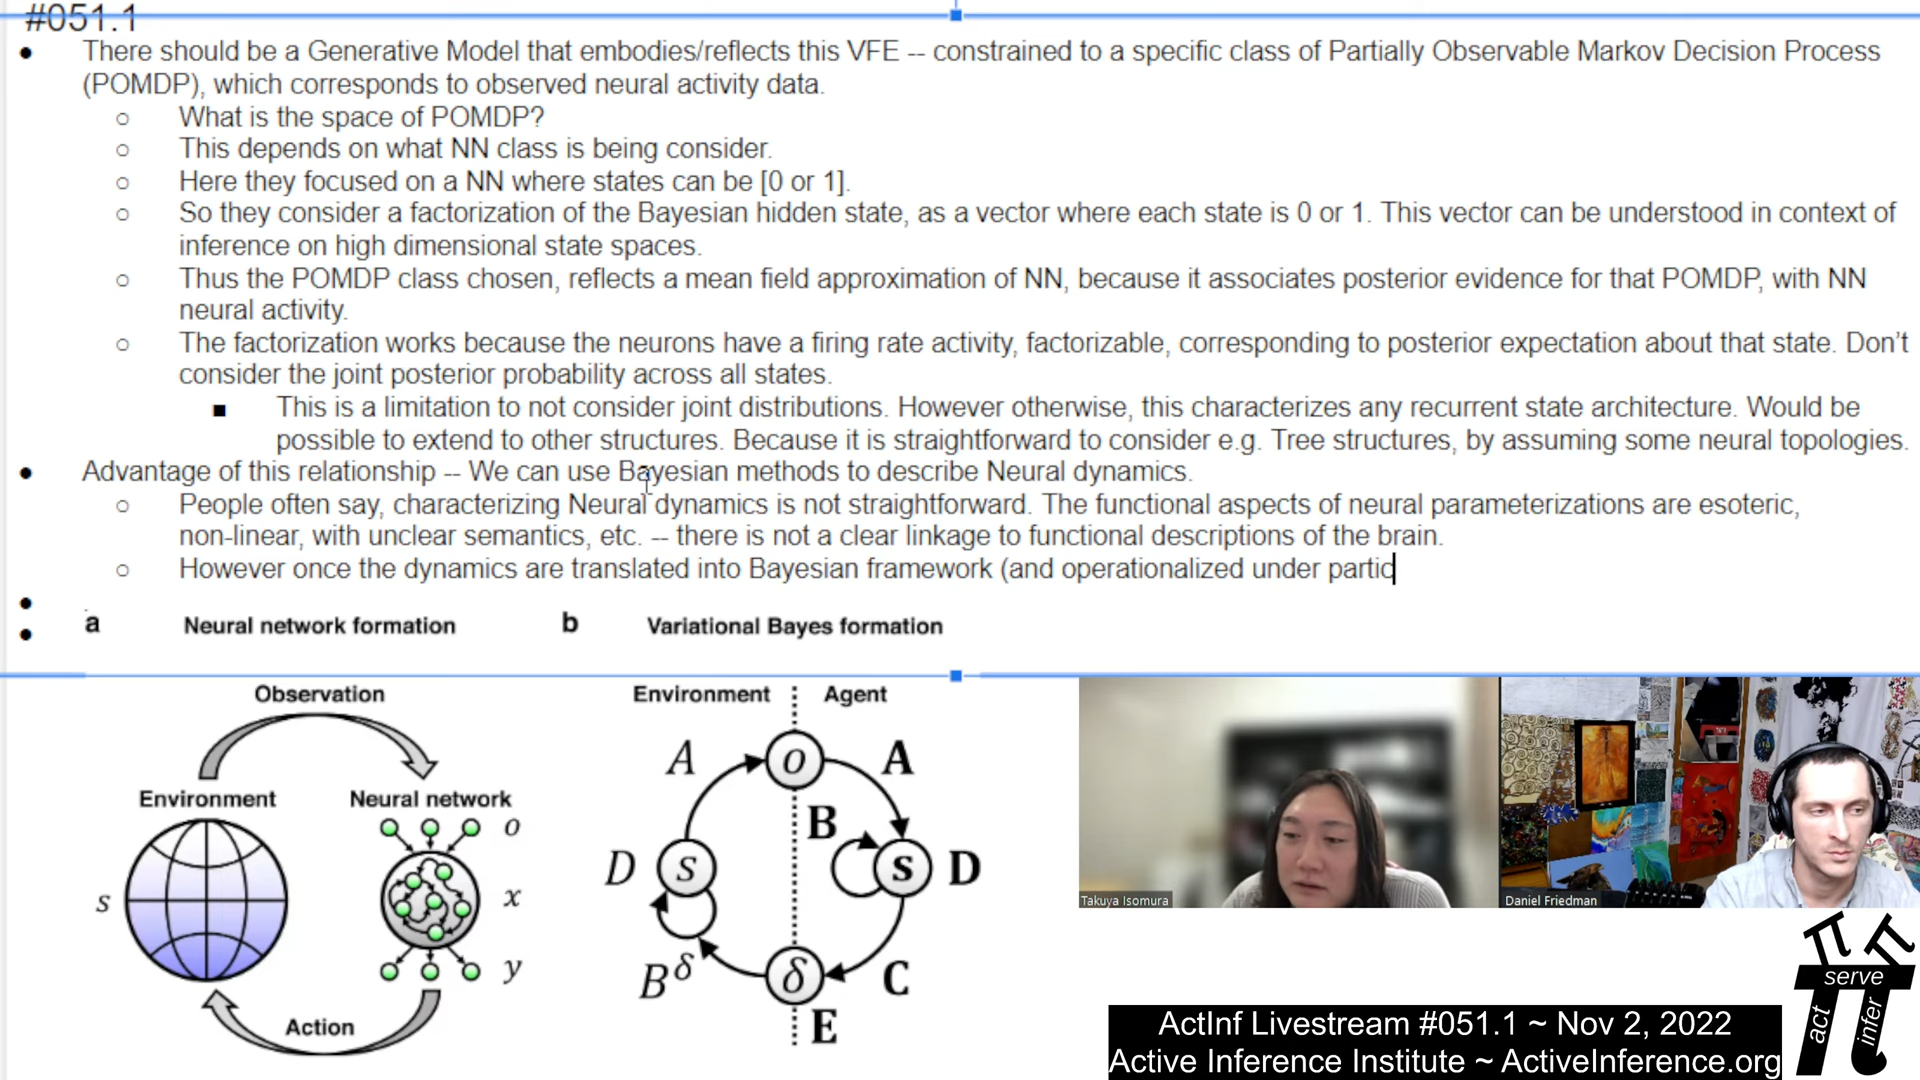 #051.1
There should be a Generative Model that embodies/reflects this VFE -- constrained to a specific class of Partially Observable Markov Decision Process
(POMDP), which corresponds to observed neural activity data.
What is the space of POMDP?
This depends on what NN class is being consider.
Here they focused on a NN where states can be [0 or 1].
So they consider a factorization of the Bayesian hidden state, as a vector where each state is 0 or 1. This vector can be understood in context of
inference on high dimensional state spaces.
Thus the POMDP class chosen, reflects a mean field approximation of NN, because it associates posterior evidence for that POMDP, with NN
neural activity.
The factorization works because the neurons have a firing rate activity, factorizable, corresponding to posterior expectation about that state. Don't
consider the joint posterior probability across all states.
This is a limitation to not consider joint distributions. However otherwise, this characterizes any recurrent state architecture. Would be
possible to extend to other structures. Because it is straightforward to consider e.g. Tree structures, by assuming some neural topologies.
Advantage of this relationship -- We can use Bayesian methods to describe Neural dynamics.
People often say, characterizing Neural dynamics is not straightforward. The functional aspects of neural parameterizations are esoteric,
non-linear, with unclear semantics, etc. -- there is not a clear linkage to functional descriptions of the brain.
However once the dynamics are translated into Bayesian framework (and operationalized under partic
a Neural network formation b Variational Bayes formation
Observation
Environment
Neural network
o
s
x
y
Action
Environment Agent
A o A
B
D s s D
B^δ δ C
E
Takuya Isomura
Daniel Friedman
ActInf Livestream #051.1 ~ Nov 2, 2022
Active Inference Institute ~ ActiveInference.org
serve
act
infer